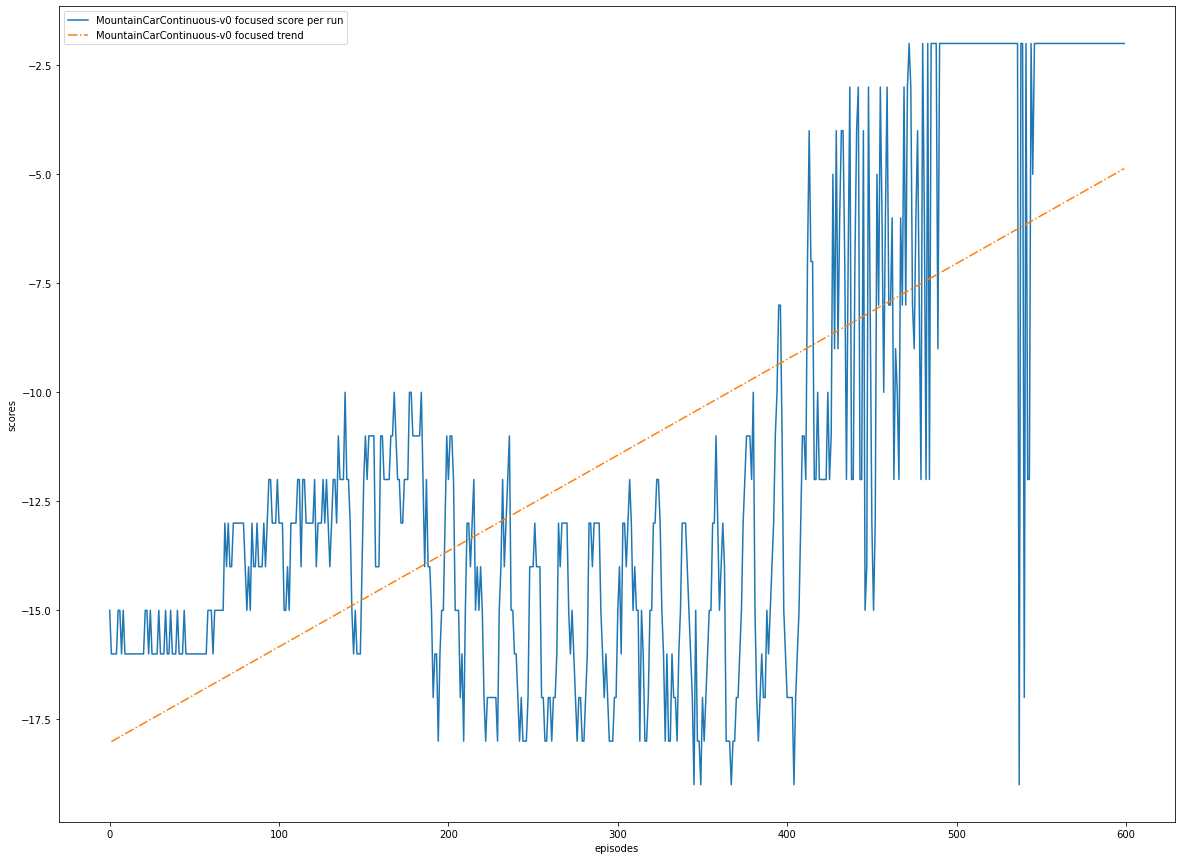 MountainCarContinuous-v0 focused score per run
MountainCarContinuous-v0 focused trend
−2.5
−5.0
−7.5
−10.0
−12.5
−15.0
−17.5
scores
0 100 200 300 400 500 600
episodes